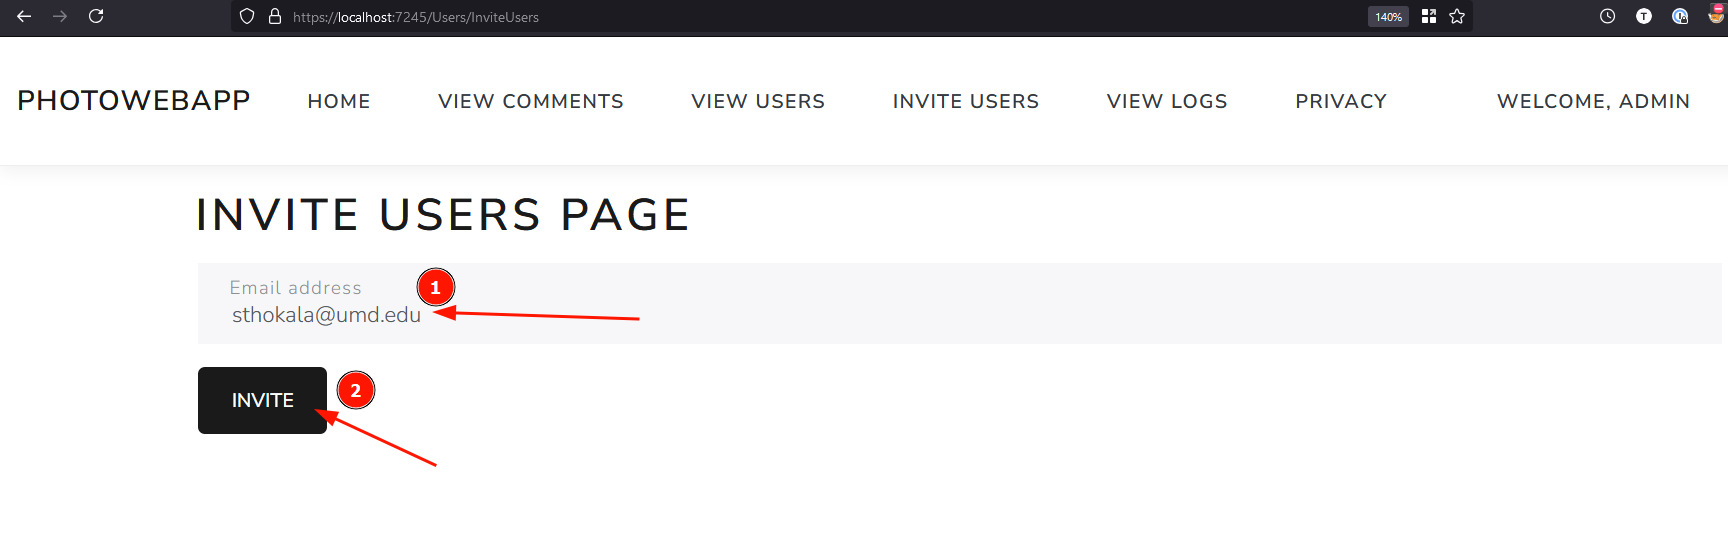 https://localhost:7245/Users/InviteUsers 140% T
PHOTOWEBAPP HOME VIEW COMMENTS VIEW USERS INVITE USERS VIEW LOGS PRIVACY WELCOME, ADMIN
INVITE USERS PAGE
Email address 1
sthokala@umd.edu
INVITE 2